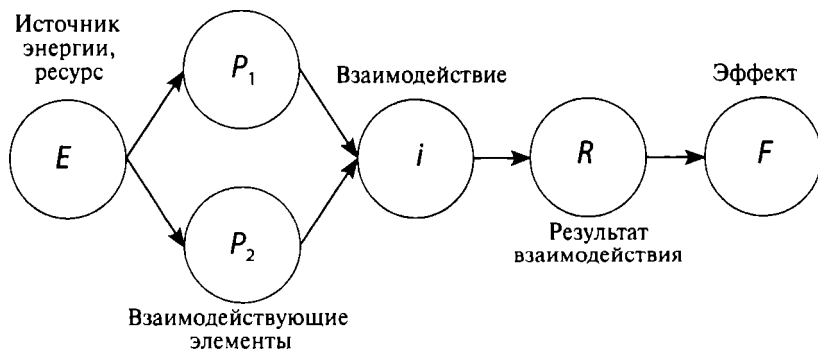 Источник
энергии,
ресурс
E
P₁
P₂
Взаимодействующие
элементы
Взаимодействие
i
R
Результат
взаимодействия
Эффект
F